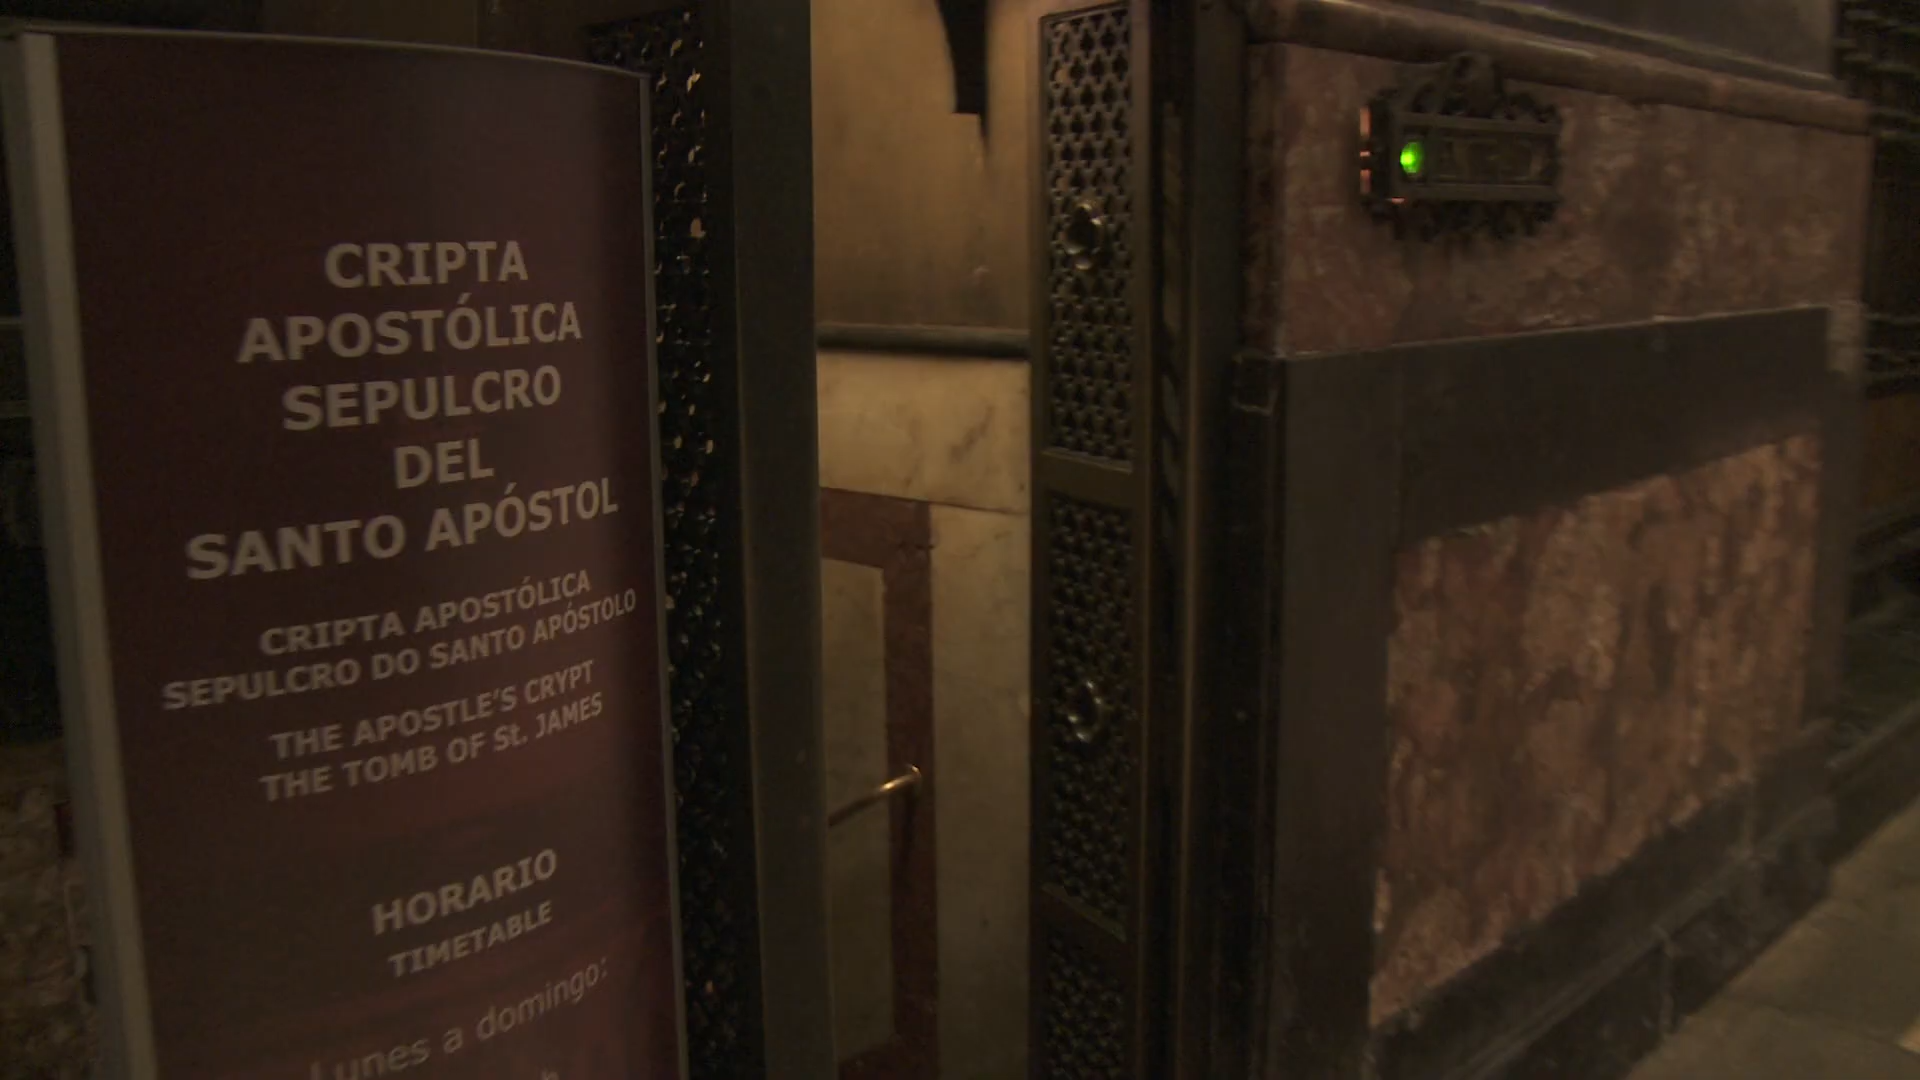 CRIPTA
APOSTÓLICA
SEPULCRO
DEL
SANTO APÓSTOL
CRIPTA APOSTÓLICA
SEPULCRO DO SANTO APÓSTOLO
THE APOSTLE'S CRYPT
THE TOMB OF St. JAMES
HORARIO
TIMETABLE
Lunes a domingo: